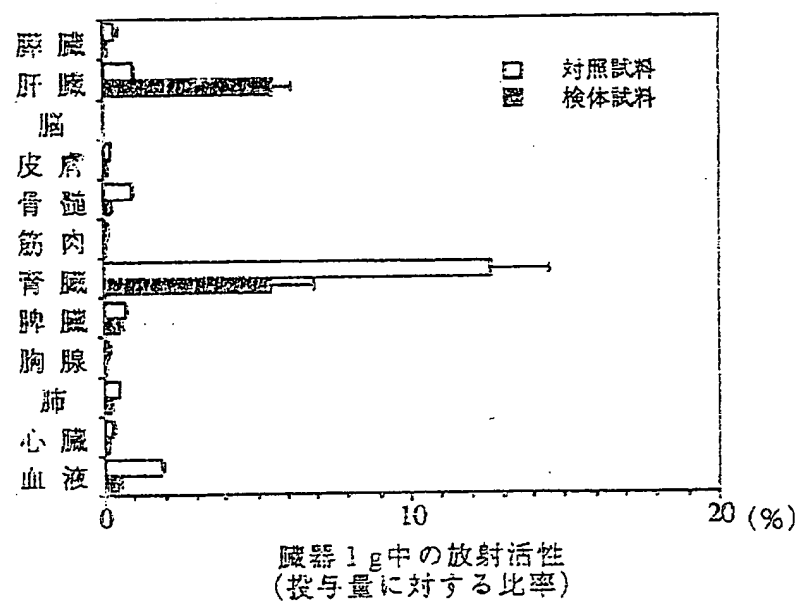 膵臓
肝臓
脳
皮膚
骨髄
筋肉
腎臓
脾臓
胸腺
肺
心臓
血液
対照試料
検体試料
0 10 20 (%)
臓器1g中の放射活性
(投与量に対する比率)